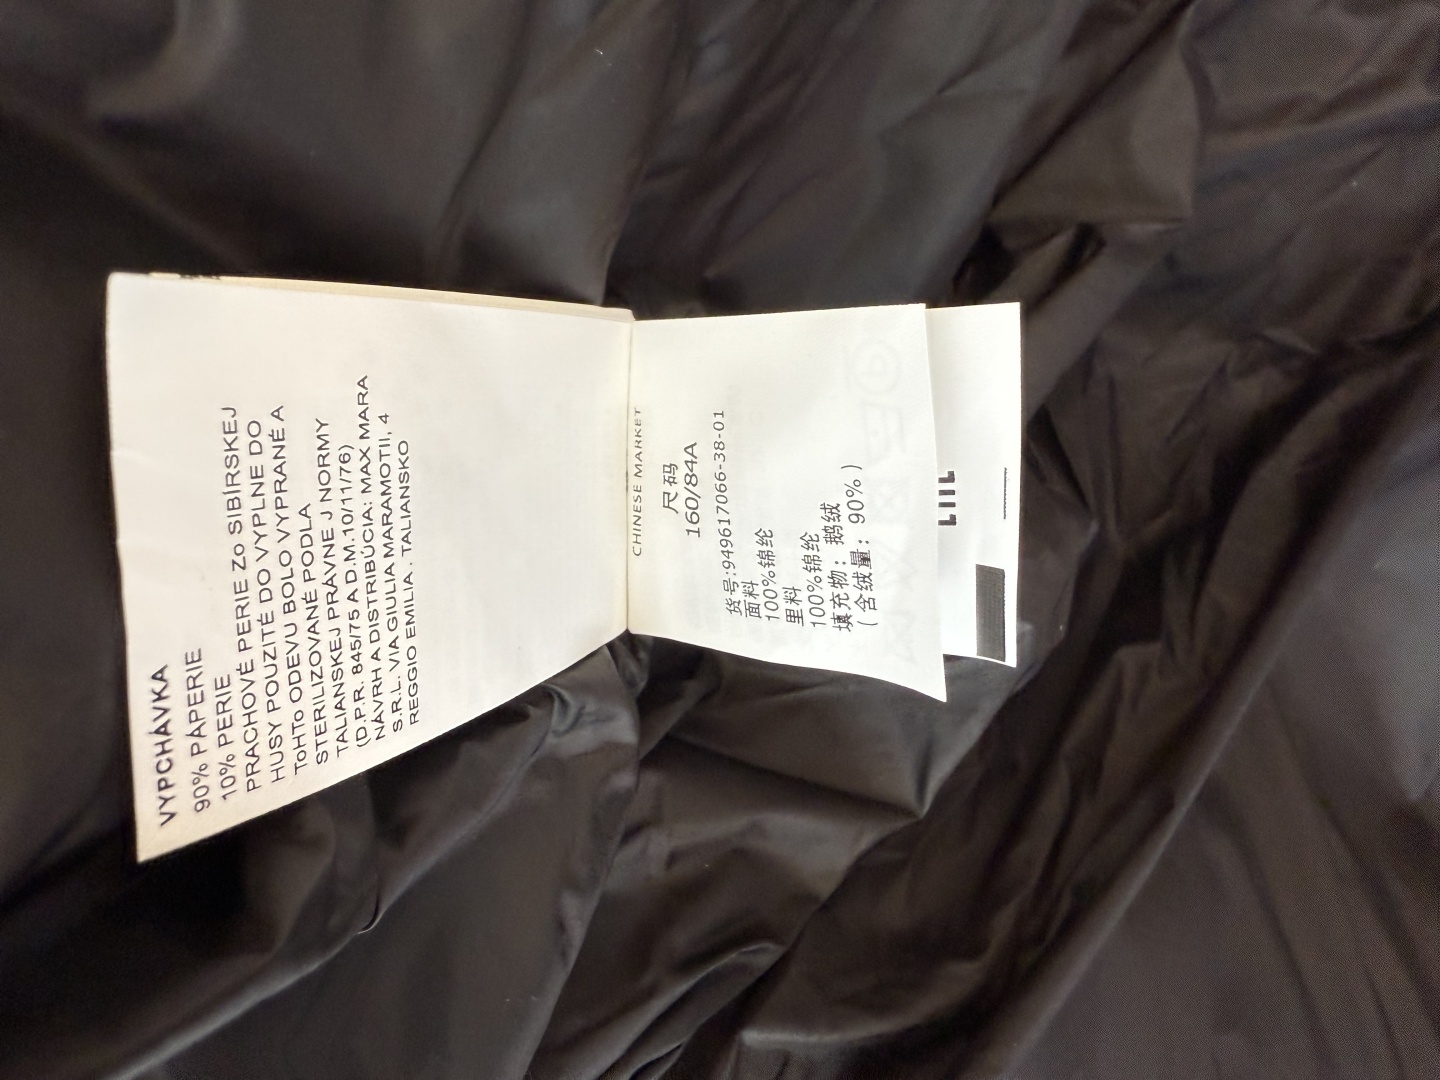 VYPCHÁVKA
90% PÁPERIE
10% PERIE
PRACHOVÉ PERIE Zo SIBÍRSKEJ
HUSY POUZITÉ DO VYPLNE DO
ToHTo ODEVU BOLO VYPRANÉ A
STERILIZOVANÉ PODLA
TALIANSKEJ PRÁVNE J NORMY
(D.P.R. 845/75 A D.M.10/11/76)
NÁVRH A DISTRIBÚCIA: MAX MARA
S.R.L. VIA GIULIA MARAMOTII, 4
REGGIO EMILIA . TALIANSKO
CHINESE MARKET
尺码
160/84A
货号:949617066-38-01
面料
100%锦纶
里料
100%锦纶
填充物: 鹅绒
(含绒量: 90%)